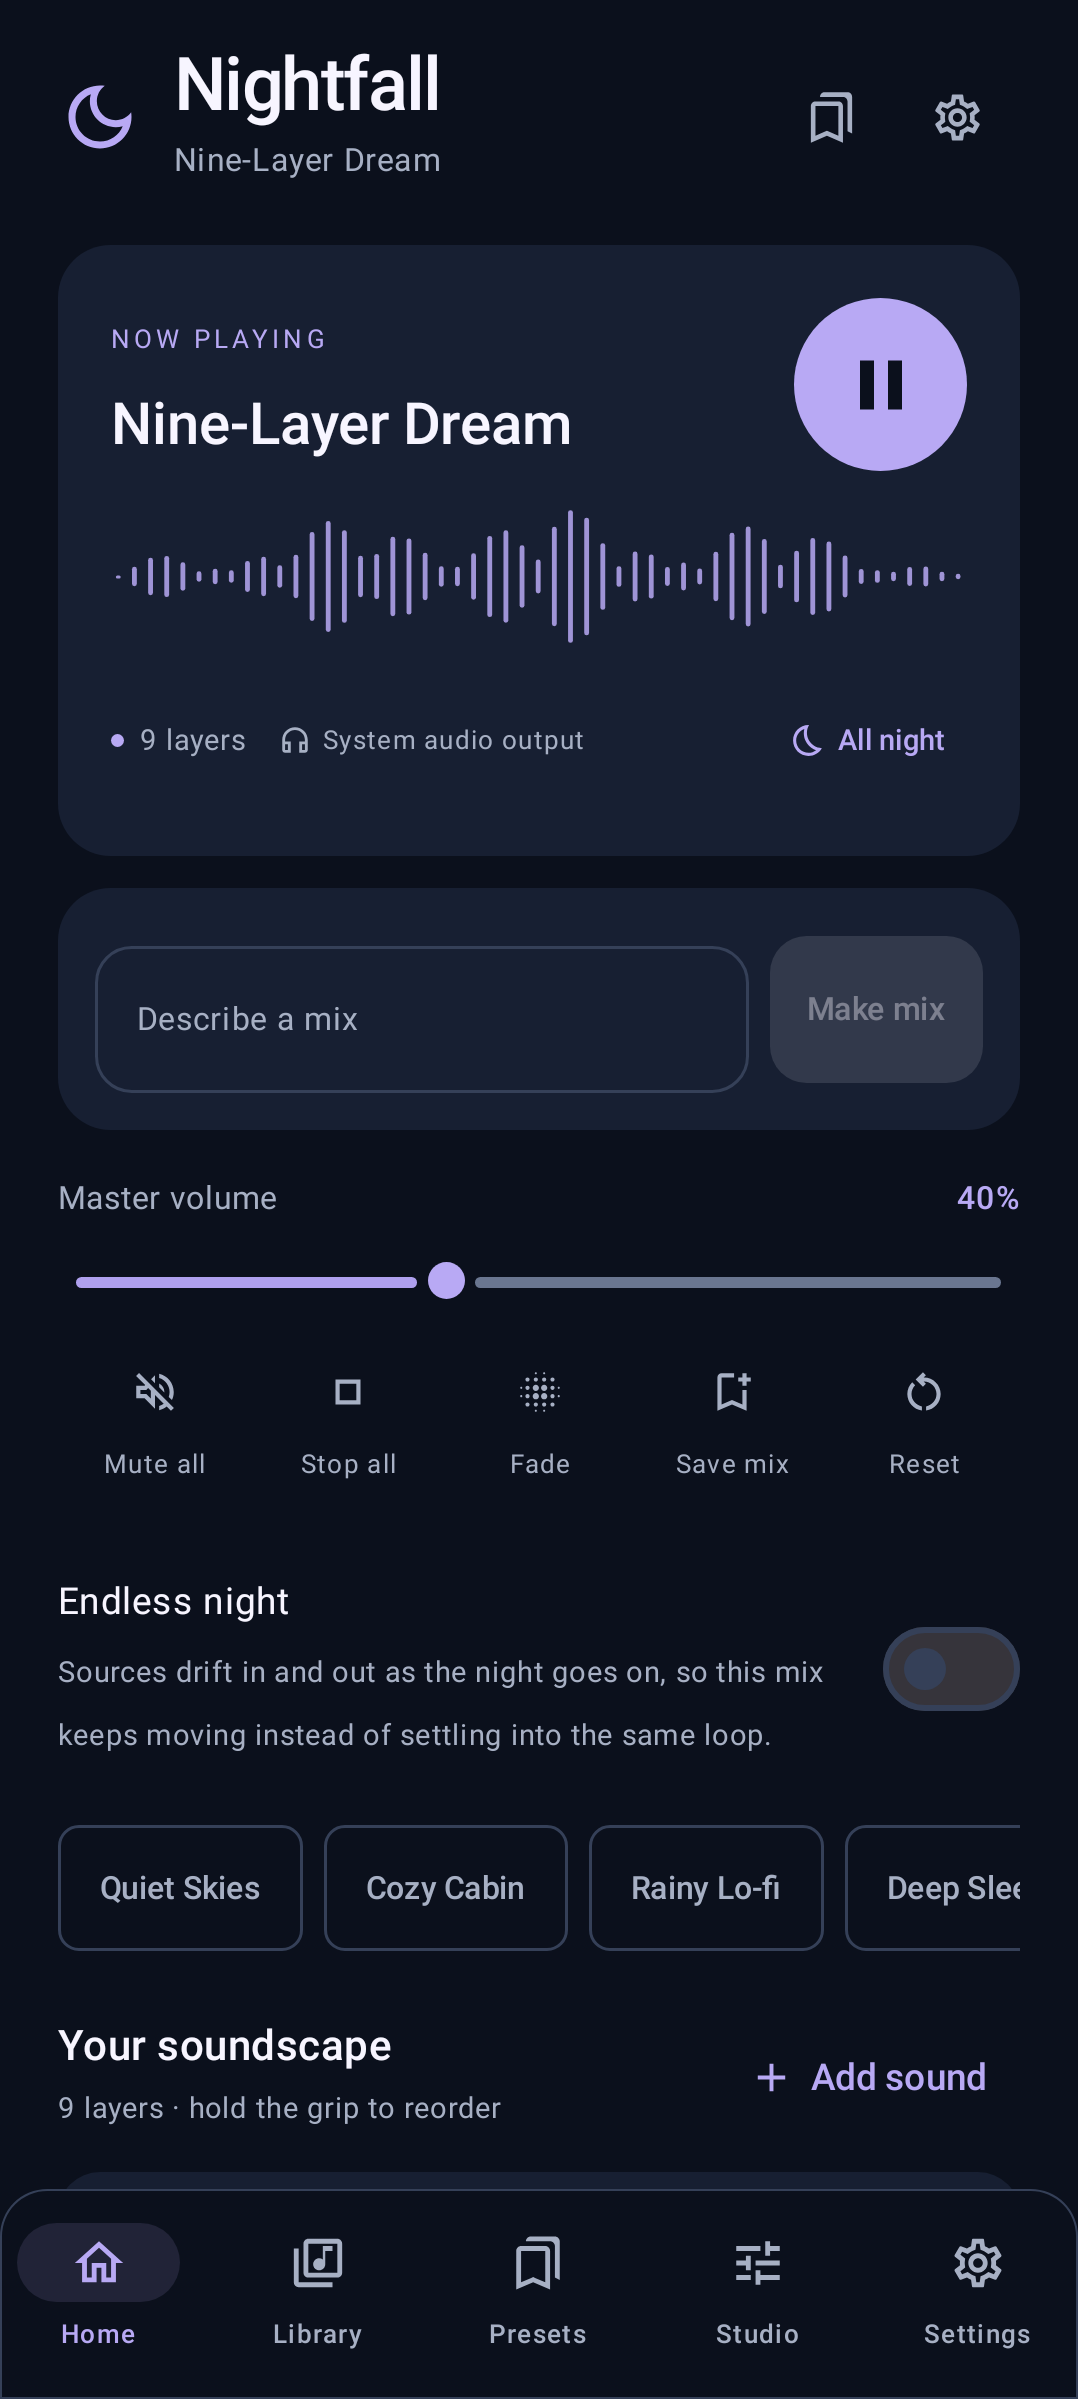 Nightfall
Nine-Layer Dream
NOW PLAYING
Nine-Layer Dream
9 layers
System audio output
All night
Describe a mix
Make mix
Master volume
40%
Mute all
Stop all
Fade
Save mix
Reset
Endless night
Sources drift in and out as the night goes on, so this mix
keeps moving instead of settling into the same loop.
Quiet Skies
Cozy Cabin
Rainy Lo-fi
Deep Slee
Your soundscape
Add sound
9 layers · hold the grip to reorder
Home
Library
Presets
Studio
Settings